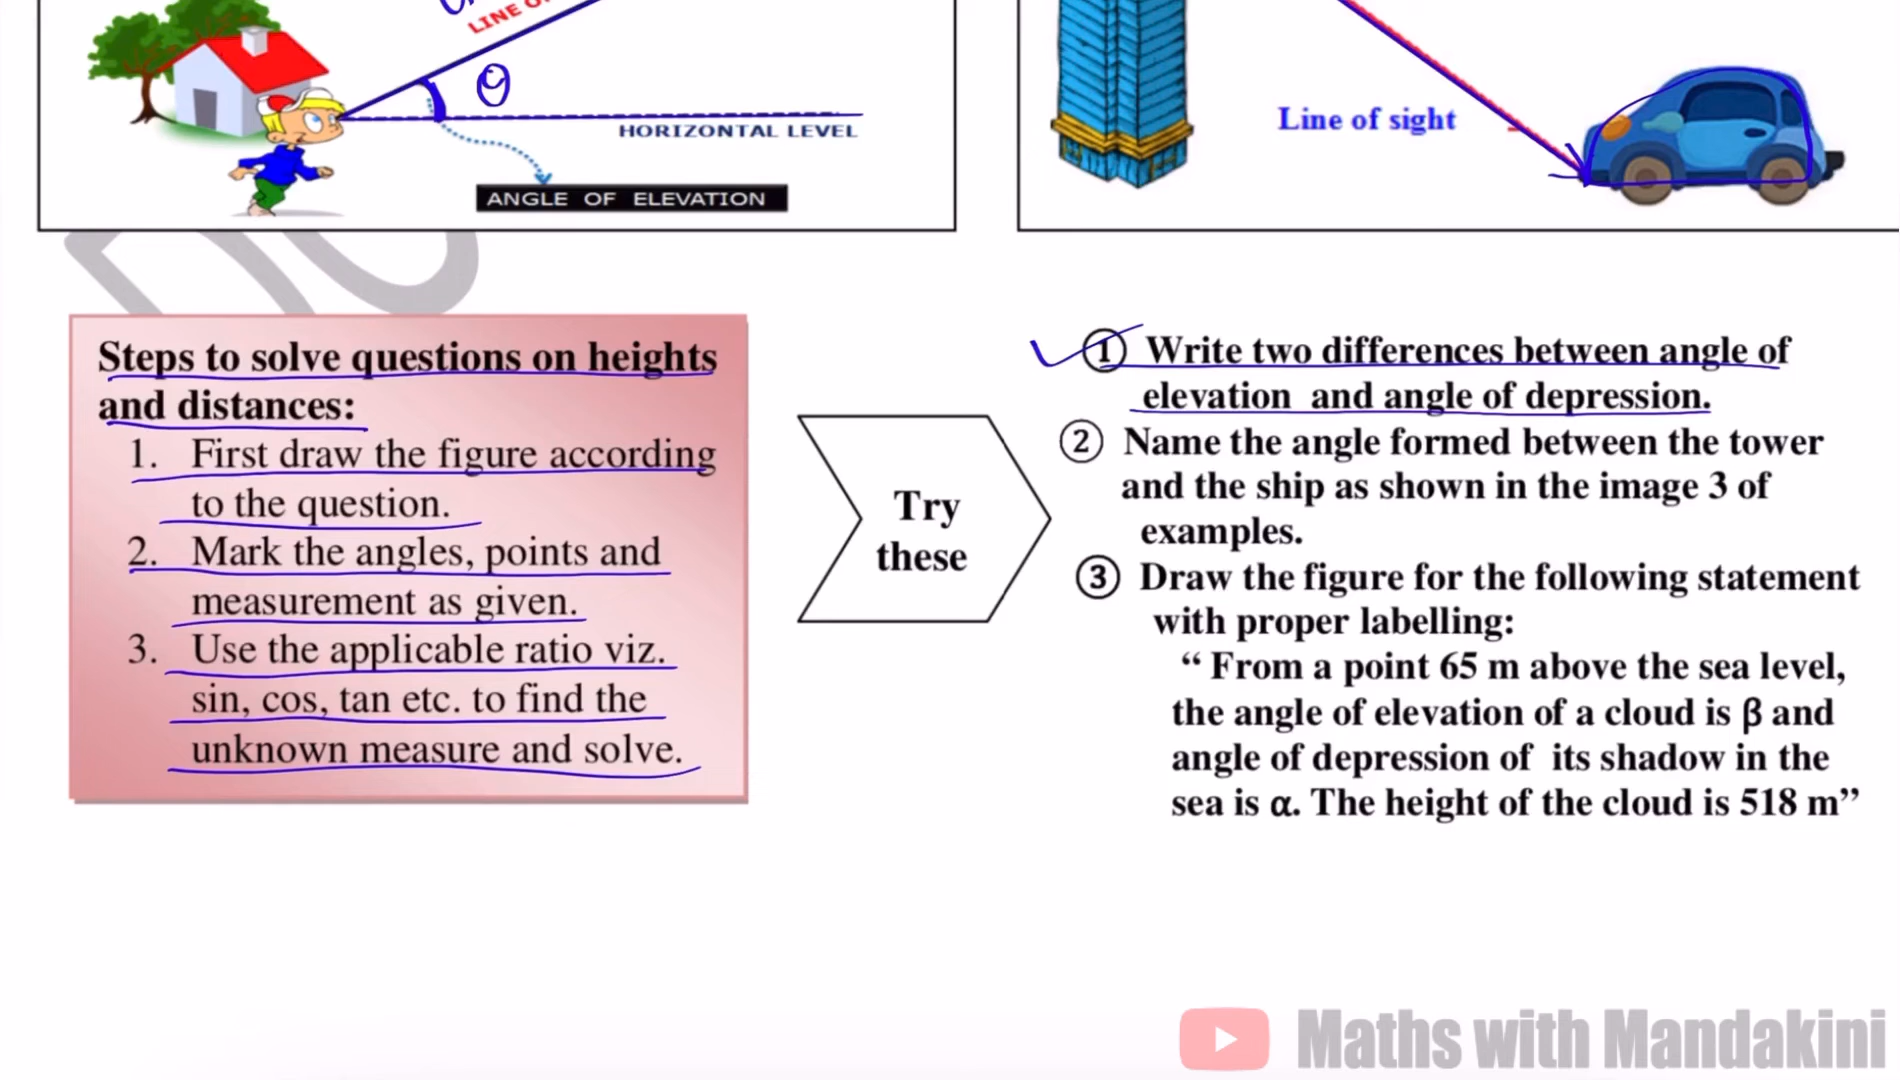 LINE O
θ
HORIZONTAL LEVEL
ANGLE OF ELEVATION
Line of sight
Steps to solve questions on heights
and distances:
1. First draw the figure according
to the question.
2. Mark the angles, points and
measurement as given.
3. Use the applicable ratio viz.
sin, cos, tan etc. to find the
unknown measure and solve.
Try
these
① Write two differences between angle of
elevation and angle of depression.
② Name the angle formed between the tower
and the ship as shown in the image 3 of
examples.
③ Draw the figure for the following statement
with proper labelling:
“ From a point 65 m above the sea level,
the angle of elevation of a cloud is β and
angle of depression of its shadow in the
sea is α. The height of the cloud is 518 m”
Maths with Mandakini